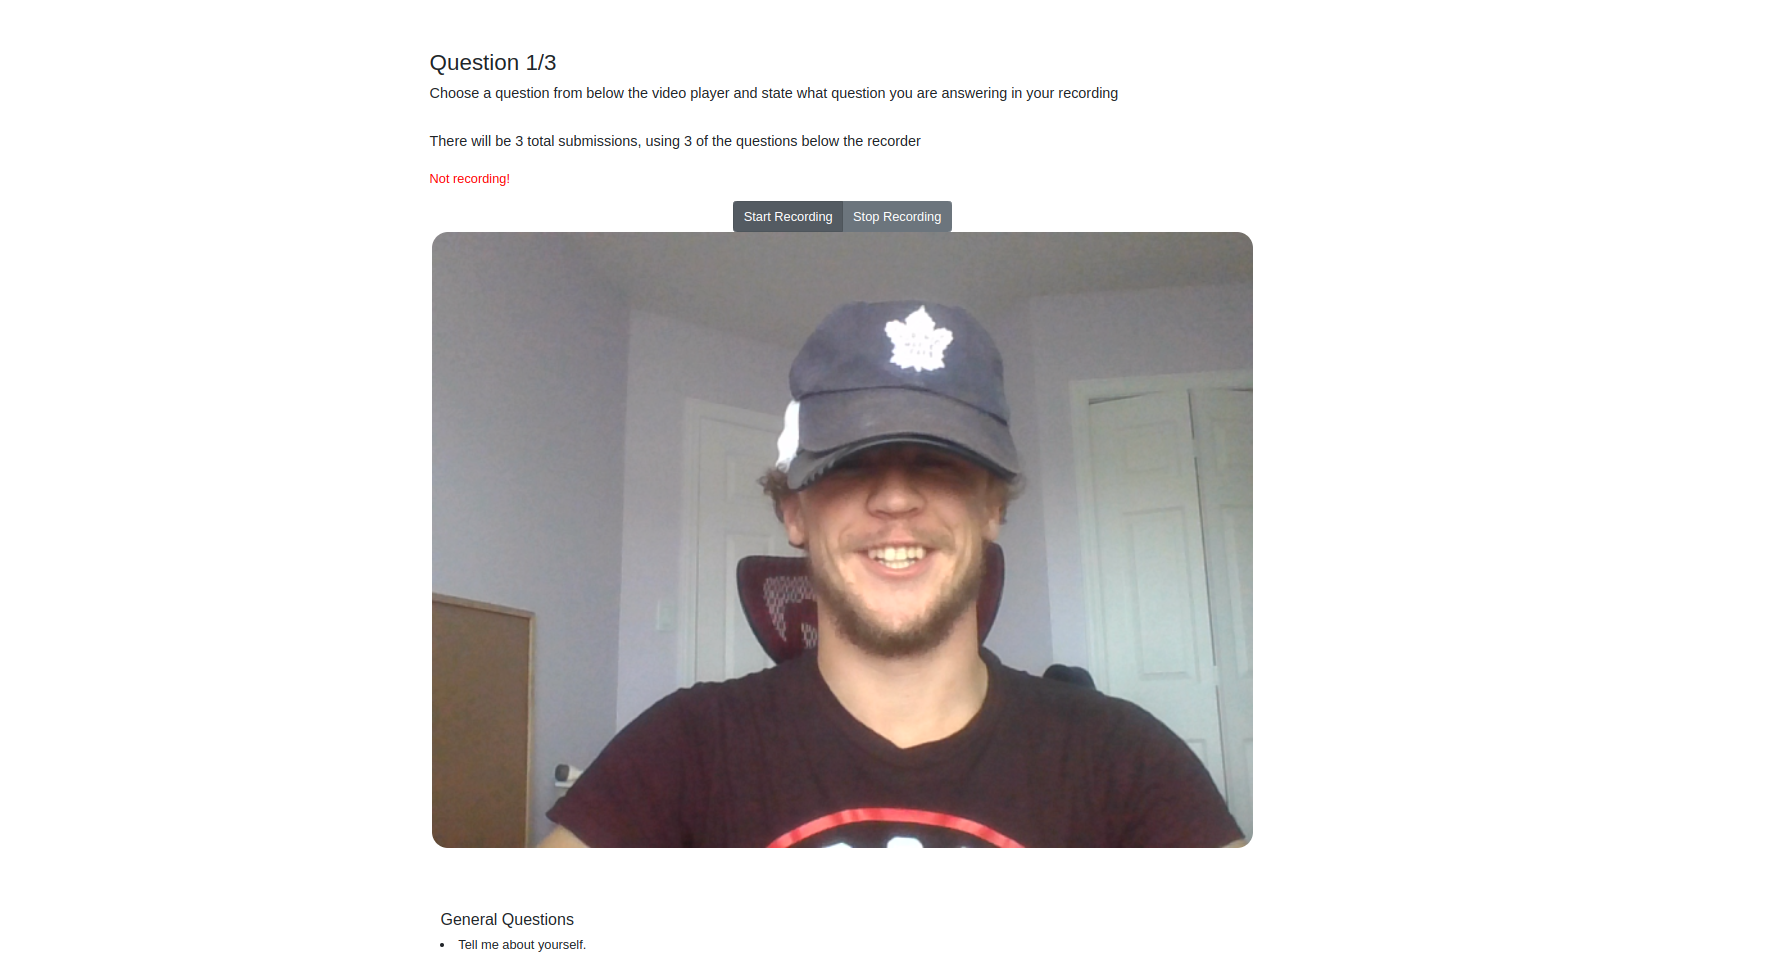 Question 1/3
Choose a question from below the video player and state what question you are answering in your recording
There will be 3 total submissions, using 3 of the questions below the recorder
Not recording!
Start Recording Stop Recording
General Questions
Tell me about yourself.